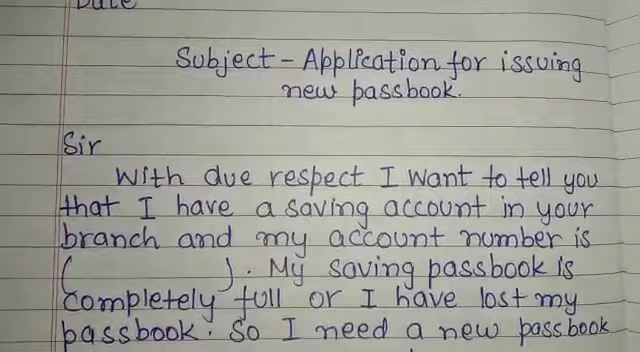 Date
Subject - Application for issuing
new passbook.
Sir
With due respect I want to tell you
that I have a saving account in your
branch and my account number is
(                    ). My saving passbook is
completely full or I have lost my
passbook. So I need a new passbook